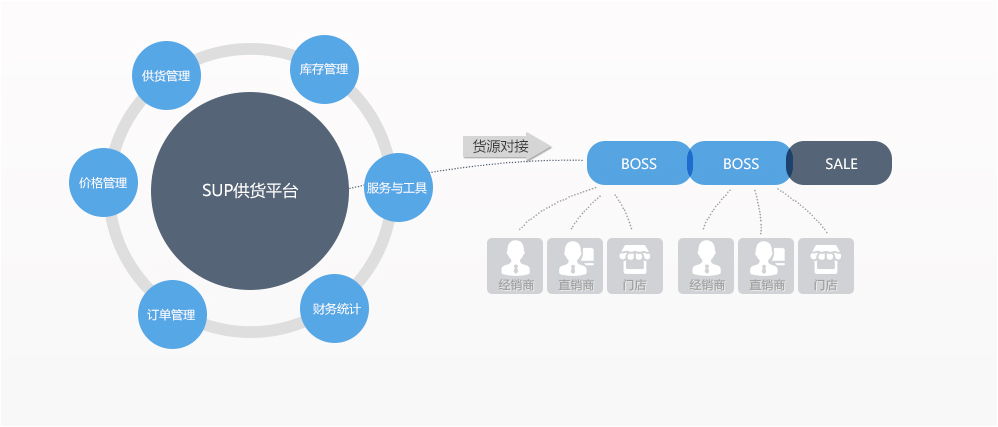 供货管理
库存管理
价格管理
SUP供货平台
服务与工具
订单管理
财务统计
货源对接
BOSS
BOSS
SALE
经销商
直销商
门店
经销商
直销商
门店